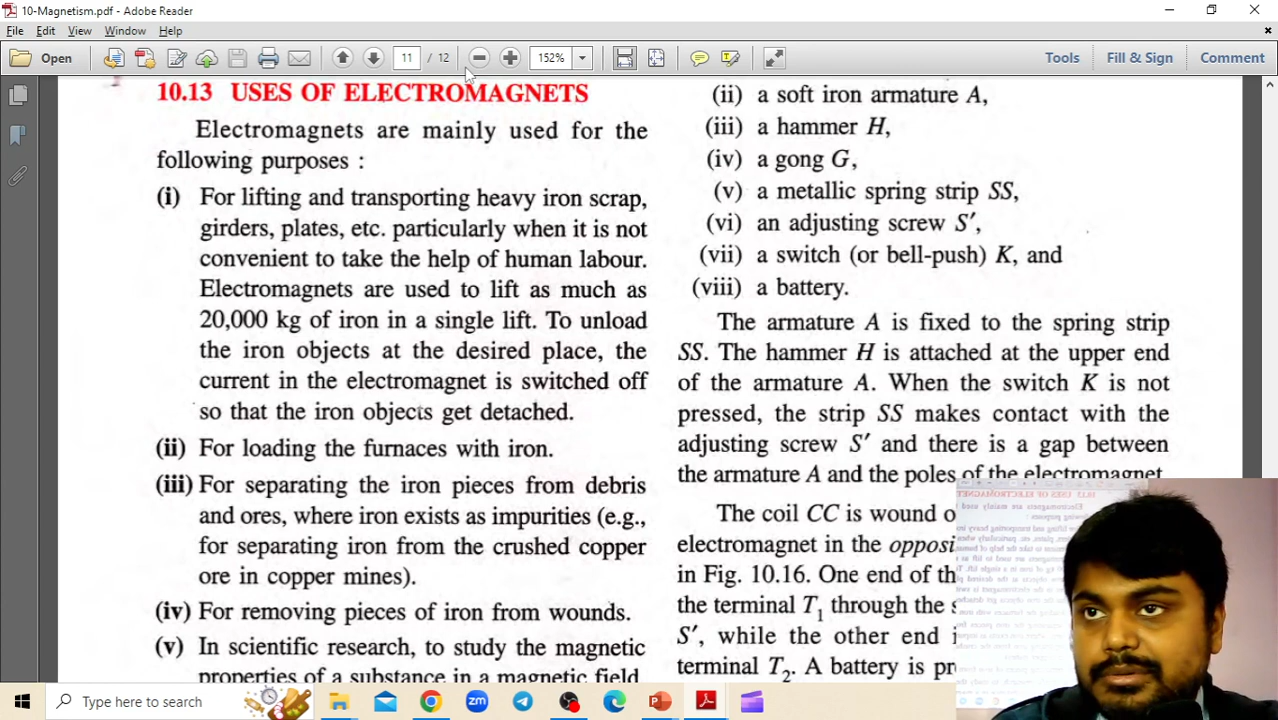 10-Magnetism.pdf - Adobe Reader
File Edit View Window Help
Open 11 / 12 152% Tools Fill & Sign Comment
10.13 USES OF ELECTROMAGNETS
Electromagnets are mainly used for the
following purposes :
(i) For lifting and transporting heavy iron scrap,
girders, plates, etc. particularly when it is not
convenient to take the help of human labour.
Electromagnets are used to lift as much as
20,000 kg of iron in a single lift. To unload
the iron objects at the desired place, the
current in the electromagnet is switched off
so that the iron objects get detached.
(ii) For loading the furnaces with iron.
(iii) For separating the iron pieces from debris
and ores, where iron exists as impurities (e.g.,
for separating iron from the crushed copper
ore in copper mines).
(iv) For removing pieces of iron from wounds.
(v) In scientific research, to study the magnetic
properties of a substance in a magnetic field
(ii) a soft iron armature A,
(iii) a hammer H,
(iv) a gong G,
(v) a metallic spring strip SS,
(vi) an adjusting screw S′,
(vii) a switch (or bell-push) K, and
(viii) a battery.
The armature A is fixed to the spring strip
SS. The hammer H is attached at the upper end
of the armature A. When the switch K is not
pressed, the strip SS makes contact with the
adjusting screw S′ and there is a gap between
the armature A and the poles of the electromagnet
The coil CC is wound o
electromagnet in the opposi
in Fig. 10.16. One end of th
the terminal T1 through the s
S′, while the other end i
terminal T2. A battery is pr
Type here to search
zm